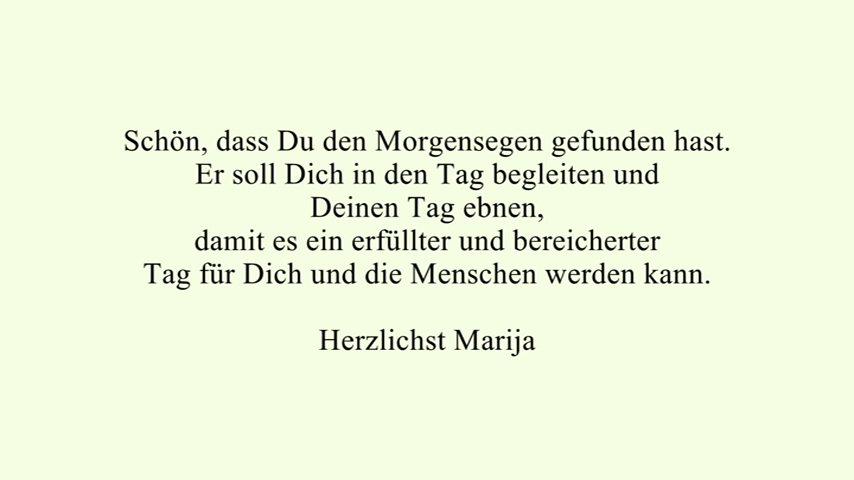 Schön, dass Du den Morgensegen gefunden hast.
Er soll Dich in den Tag begleiten und
Deinen Tag ebnen,
damit es ein erfüllter und bereicherter
Tag für Dich und die Menschen werden kann.
Herzlichst Marija